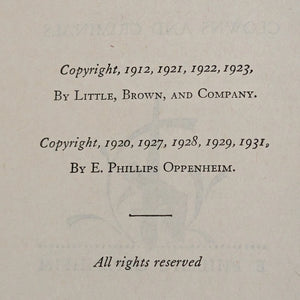 Copyright, 1912, 1921, 1922, 1923,
By Little, Brown, and Company.
Copyright, 1920, 1927, 1928, 1929, 1931,
By E. Phillips Oppenheim.
All rights reserved